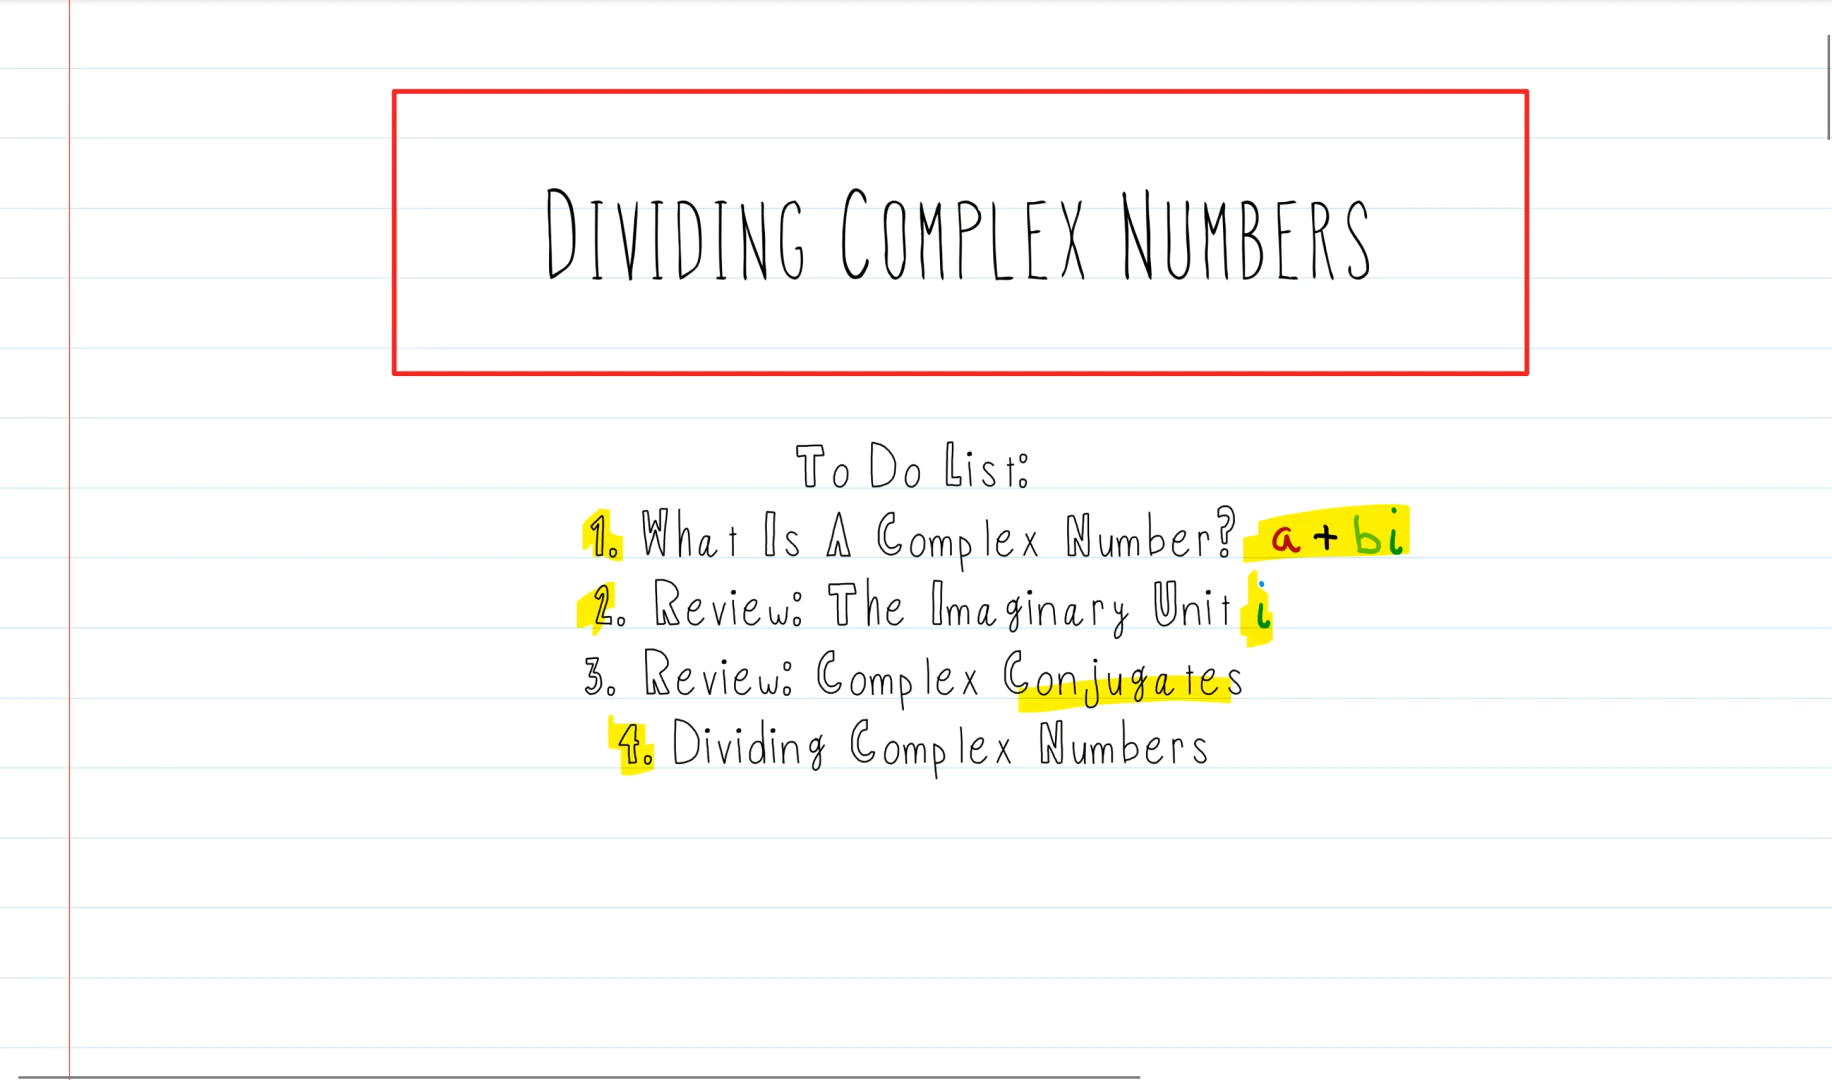 DIVIDING COMPLEX NUMBERS
To Do List:
1. What Is A Complex Number? a + bi
2. Review: The Imaginary Unit i
3. Review: Complex Conjugates
4. Dividing Complex Numbers